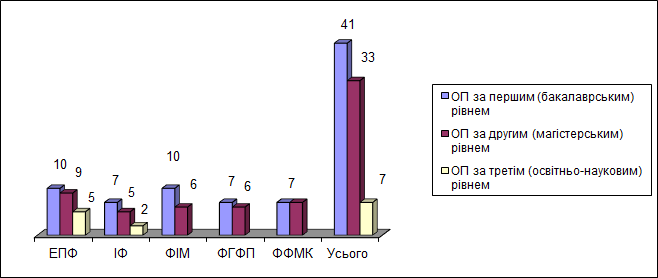 41
33
10
9
5
7
5
2
10
6
7
6
7
7
ЕПФ ІФ ФІМ ФГФП ФФМК Усього
ОП за першим (бакалаврським)
рівнем
ОП за другим (магістерським)
рівнем
ОП за третім (освітньо-науковим)
рівнем